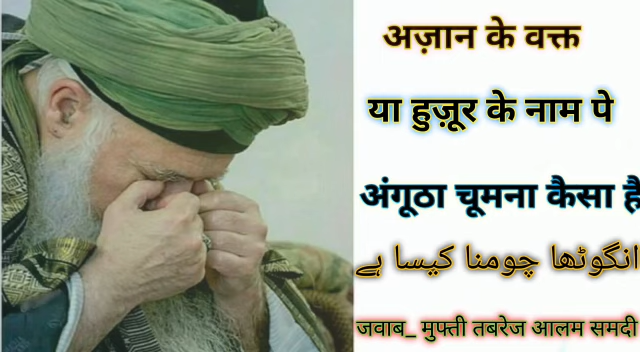 अज़ान के वक्त
या हुज़ूर के नाम पे
अंगूठा चूमना कैसा है
انگوٹھا چومنا کیسا ہے
जवाब_ मुफ्ती तबरेज आलम समदी